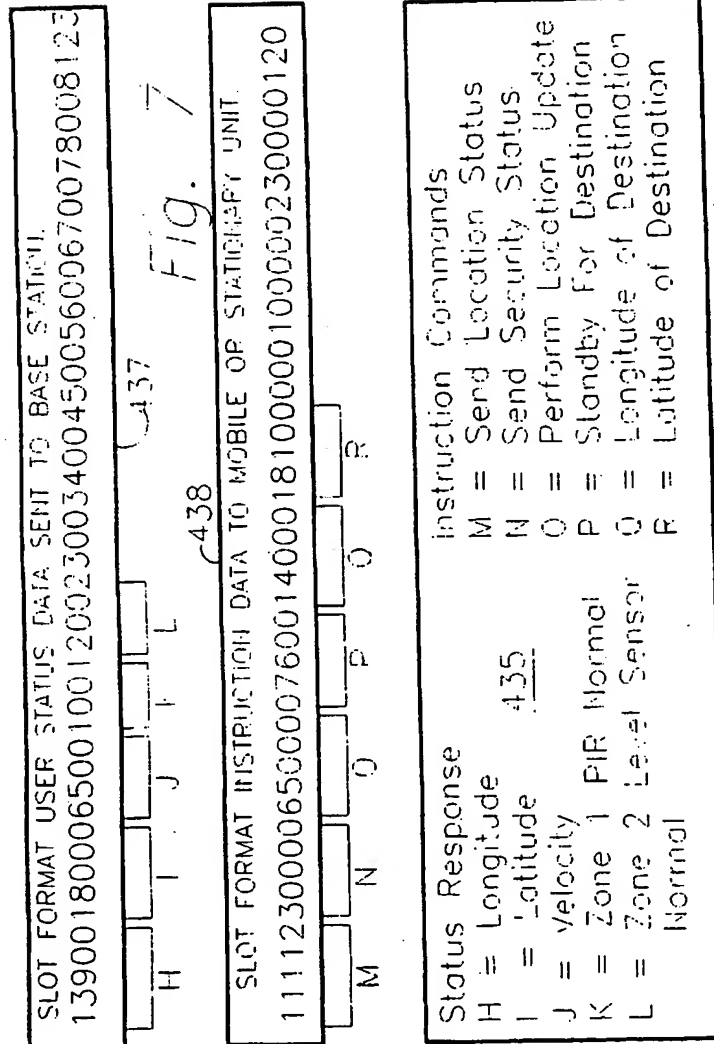 SLOT FORMAT USER STATUS DATA SENT TO BASE STATION.
1390018000650010012002300340045005600670078008123
H I J K L
437
Fig. 7
438
SLOT FORMAT INSTRUCTION DATA TO MOBILE OR STATIONARY UNIT.
11112300006500000760014000181000001000002300000120
M N O P Q R
Status Response
H = Longitude
I = Latitude 435
J = Velocity
K = Zone 1 PIR Normal
L = Zone 2 Level Sensor
Normal
Instruction Commands
M = Send Location Status
N = Send Security Status
O = Perform Location Update
P = Standby For Destination
Q = Longitude of Destination
R = Latitude of Destination